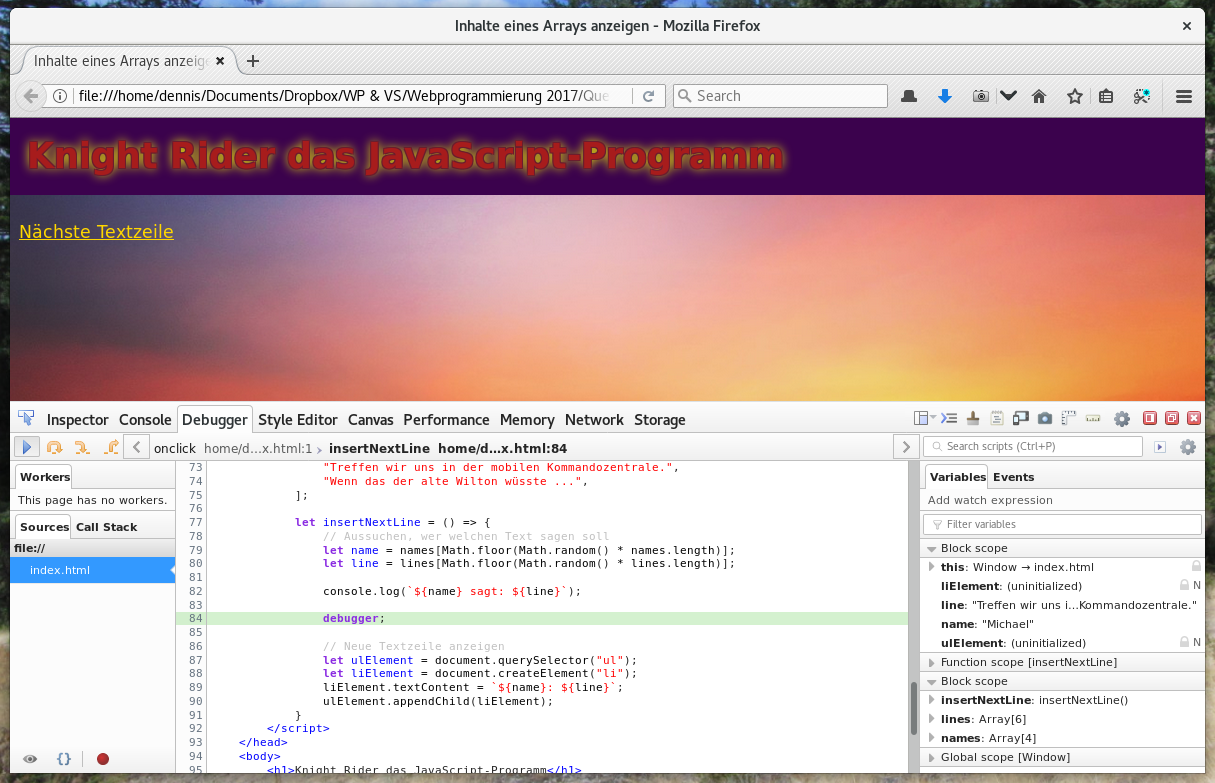 Inhalte eines Arrays anzeigen - Mozilla Firefox
Inhalte eines Arrays anzeig
file:///home/dennis/Documents/Dropbox/WP & VS/Webprogrammierung 2017/Que
Search
Knight Rider das JavaScript-Programm
Nächste Textzeile
Inspector Console Debugger Style Editor Canvas Performance Memory Network Storage
onclick home/d...x.html:1 › insertNextLine home/d...x.html:84
Search scripts (Ctrl+P)
Workers
This page has no workers.
Sources Call Stack
file://
index.html
73 "Treffen wir uns in der mobilen Kommandozentrale.",
74 "Wenn das der alte Wilton wüsste ...",
75 ];
76
77 let insertNextLine = () => {
78 // Aussuchen, wer welchen Text sagen soll
79 let name = names[Math.floor(Math.random() * names.length)];
80 let line = lines[Math.floor(Math.random() * lines.length)];
81
82 console.log(`${name} sagt: ${line}`);
83
84 debugger;
85
86 // Neue Textzeile anzeigen
87 let ulElement = document.querySelector("ul");
88 let liElement = document.createElement("li");
89 liElement.textContent = `${name}: ${line}`;
90 ulElement.appendChild(liElement);
91 }
92 </script>
93 </head>
94 <body>
95 <h1>Knight Rider das JavaScript-Programm</h1>
Variables Events
Add watch expression
Filter variables
Block scope
this: Window → index.html
liElement: (uninitialized) N
line: "Treffen wir uns i...Kommandozentrale."
name: "Michael"
ulElement: (uninitialized) N
Function scope [insertNextLine]
Block scope
insertNextLine: insertNextLine()
lines: Array[6]
names: Array[4]
Global scope [Window]